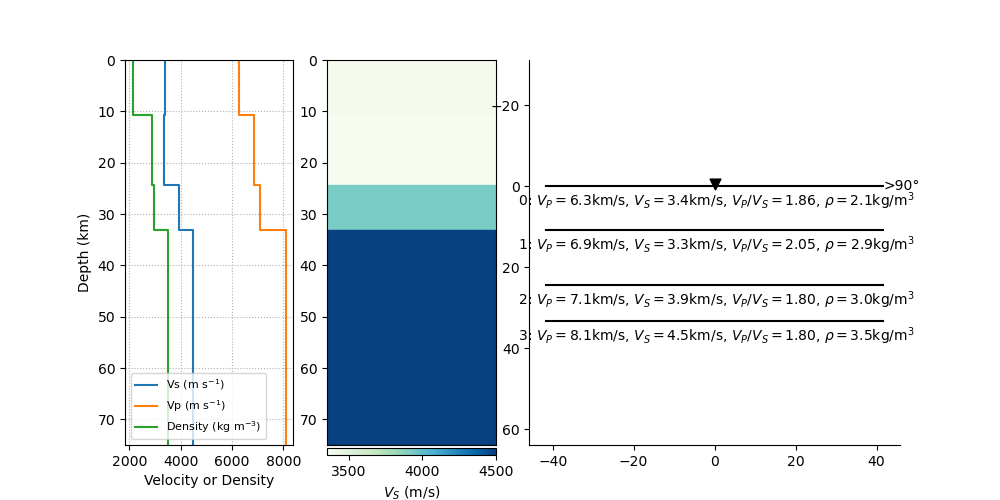 0
10
20
30
40
50
60
70
Depth (km)
2000 4000 6000 8000
Velocity or Density
Vs (m s⁻¹)
Vp (m s⁻¹)
Density (kg m⁻³)
0
10
20
30
40
50
60
70
3500 4000 4500
V_S (m/s)
−20
0
20
40
60
−40 −20 0 20 40
>90°
0: V_P = 6.3km/s, V_S = 3.4km/s, V_P/V_S = 1.86, ρ = 2.1kg/m³
1: V_P = 6.9km/s, V_S = 3.3km/s, V_P/V_S = 2.05, ρ = 2.9kg/m³
2: V_P = 7.1km/s, V_S = 3.9km/s, V_P/V_S = 1.80, ρ = 3.0kg/m³
3: V_P = 8.1km/s, V_S = 4.5km/s, V_P/V_S = 1.80, ρ = 3.5kg/m³